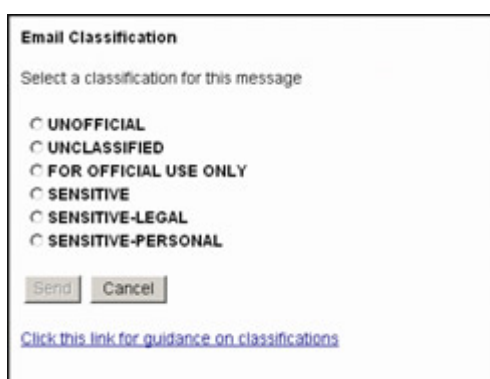 Email Classification
Select a classification for this message
UNOFFICIAL
UNCLASSIFIED
FOR OFFICIAL USE ONLY
SENSITIVE
SENSITIVE-LEGAL
SENSITIVE-PERSONAL
Send Cancel
Click this link for guidance on classifications